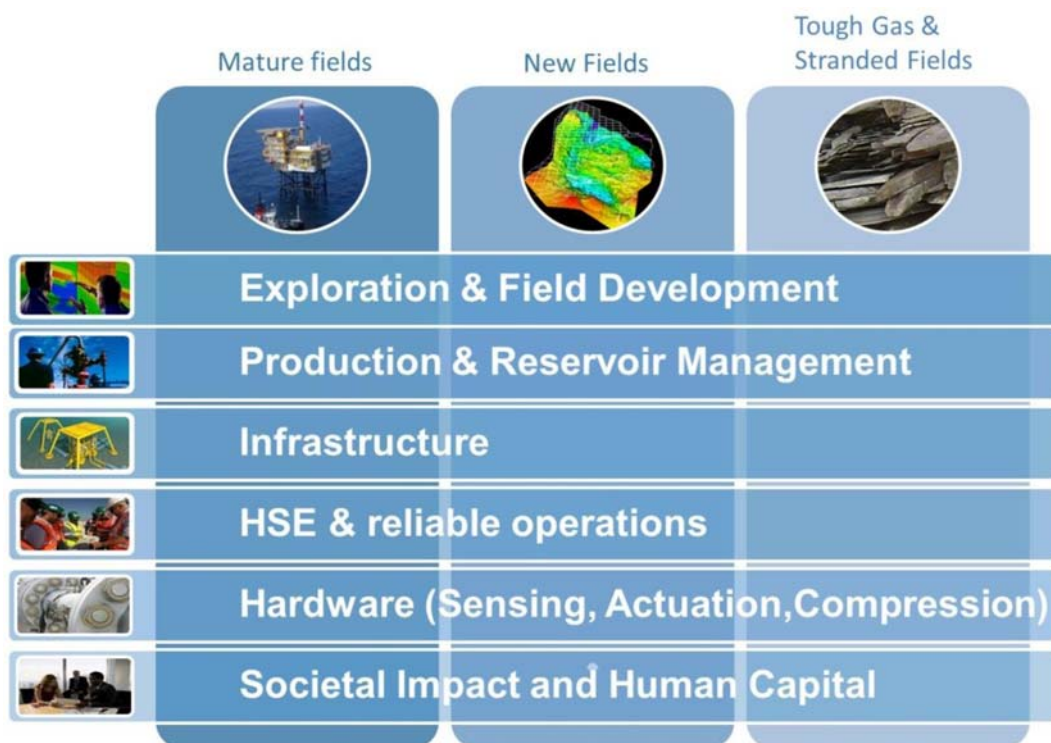 Mature fields
New Fields
Tough Gas &
Stranded Fields
Exploration & Field Development
Production & Reservoir Management
Infrastructure
HSE & reliable operations
Hardware (Sensing, Actuation,Compression)
Societal Impact and Human Capital